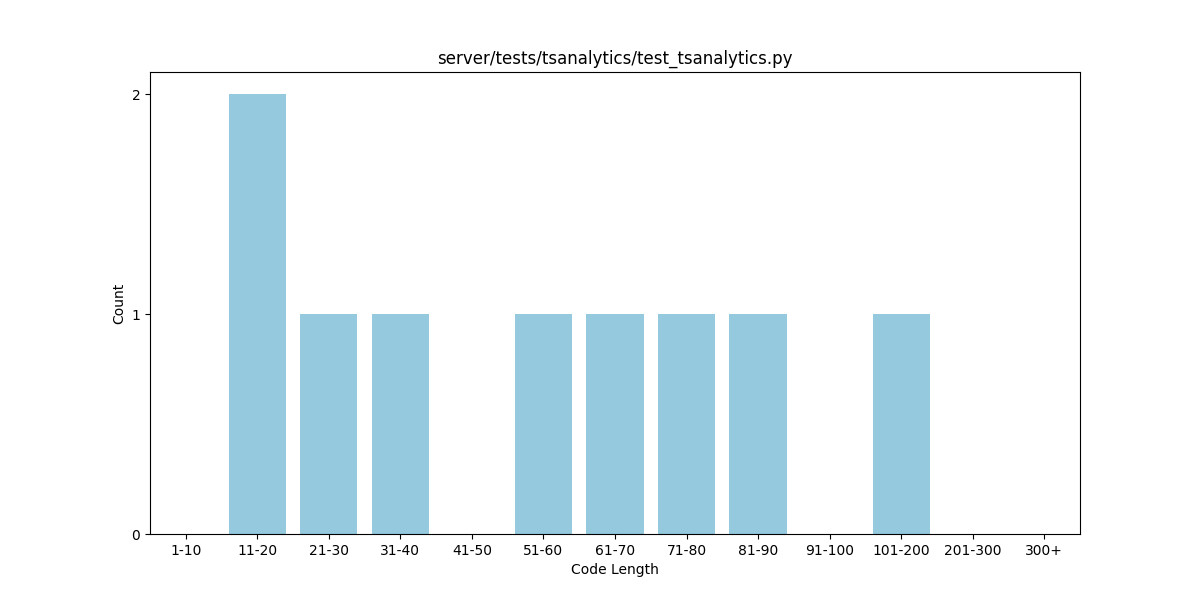 server/tests/tsanalytics/test_tsanalytics.py
Count
2
1
0
1-10 11-20 21-30 31-40 41-50 51-60 61-70 71-80 81-90 91-100 101-200 201-300 300+
Code Length